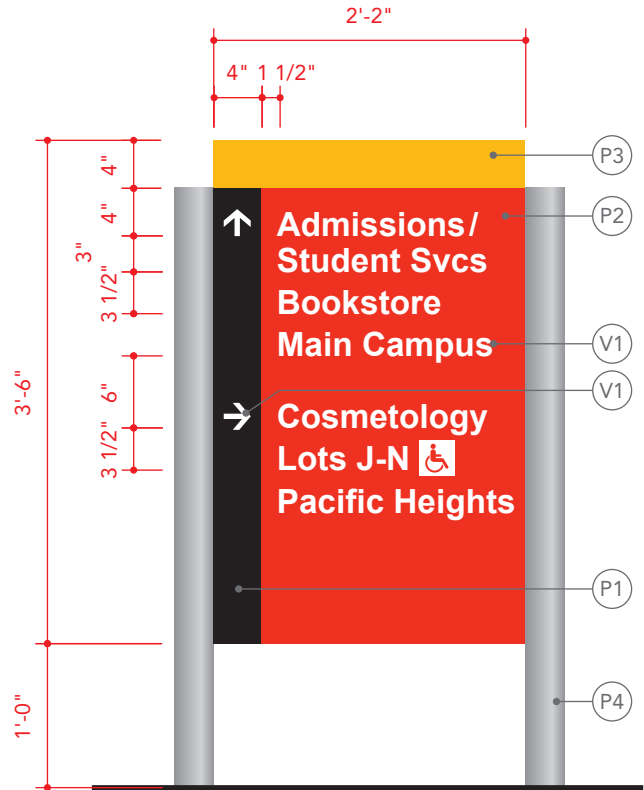 2'-2"
4" 1 1/2"
4"
4"
3"
3 1/2"
6"
3 1/2"
3'-6"
1'-0"
Admissions/
Student Svcs
Bookstore
Main Campus
Cosmetology
Lots J-N
Pacific Heights
P3
P2
V1
V1
P1
P4